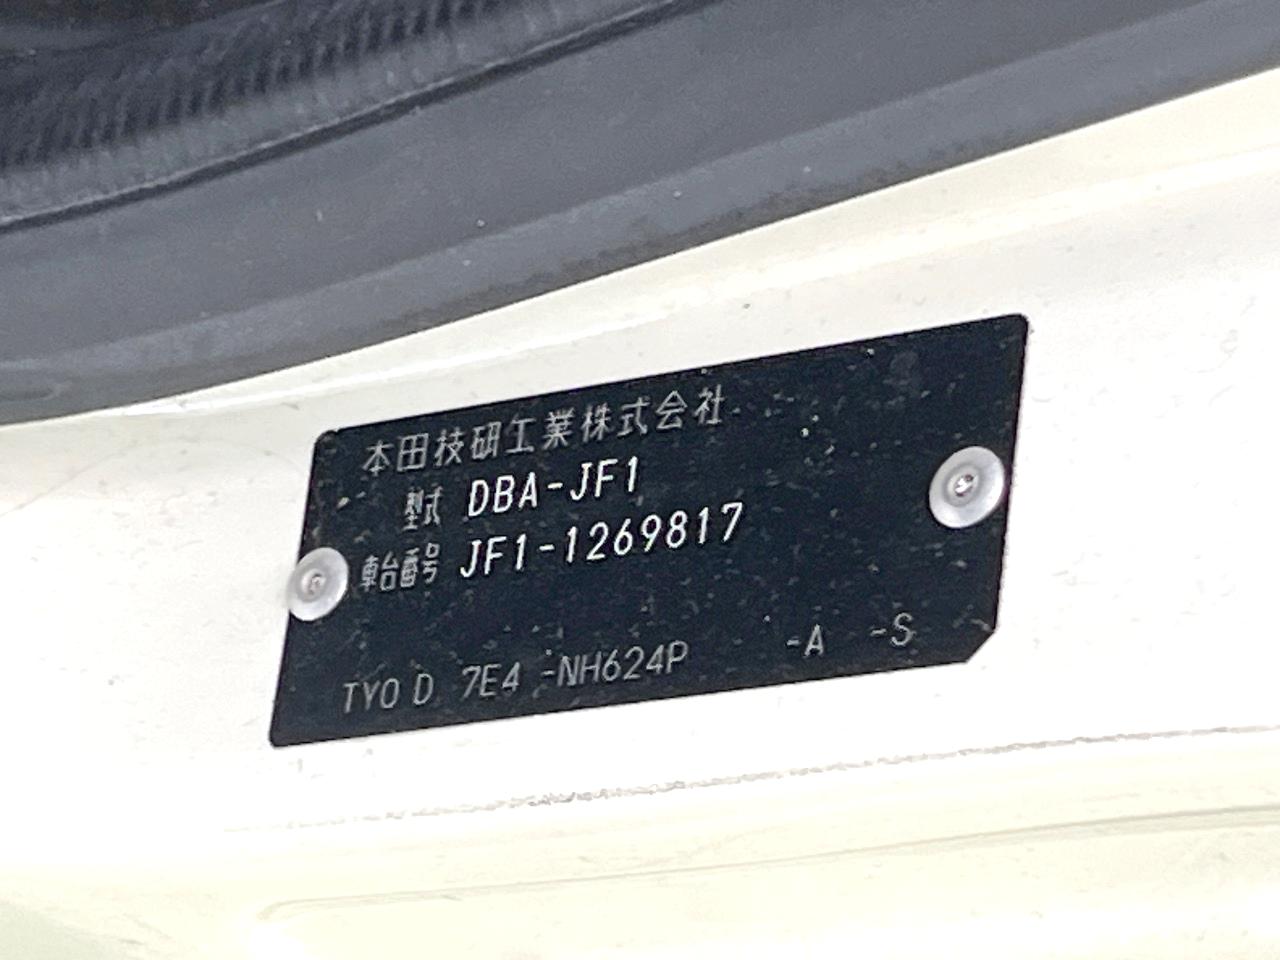 本田技研工業株式会社
型式 DBA-JF1
車台番号 JF1-1269817
TYO D 7E4 -NH624P -A -S